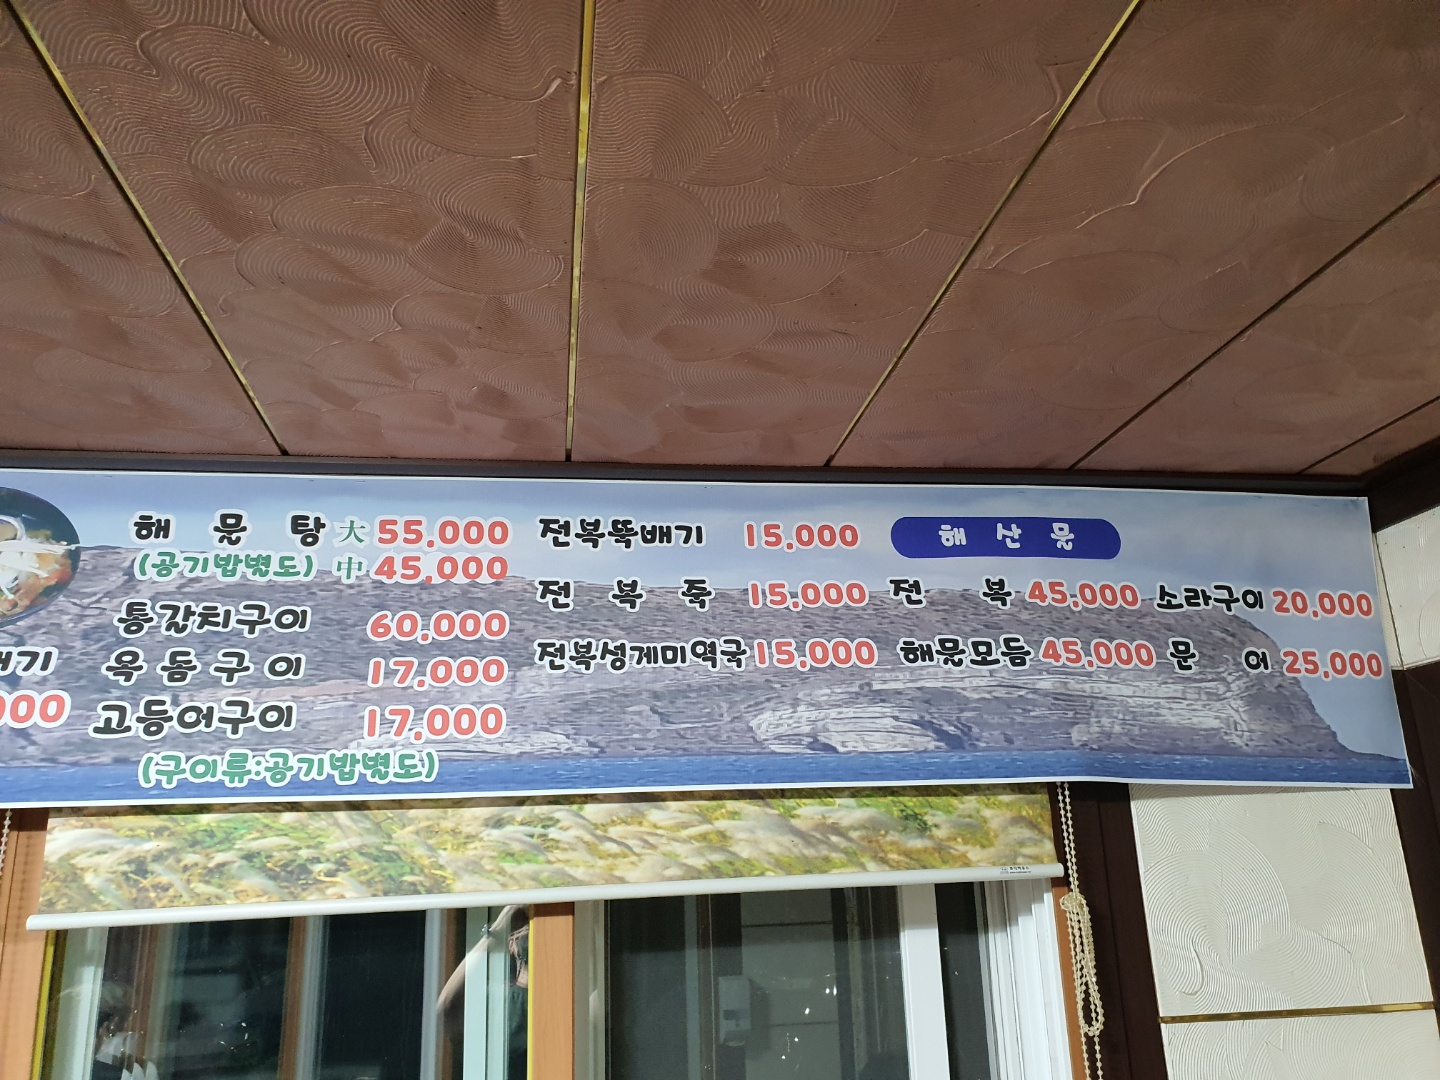 해 물 탕 大 55,000
(공기밥별도) 中 45,000
통갈치구이 60,000
옥 돔 구 이 17,000
고등어구이 17,000
(구이류:공기밥별도)
기
000
전복뚝배기 15,000
전 복 죽 15,000
전복성게미역국 15,000
해 산 물
전 복 45,000 소라구이 20,000
해물모듬 45,000 문 어 25,000